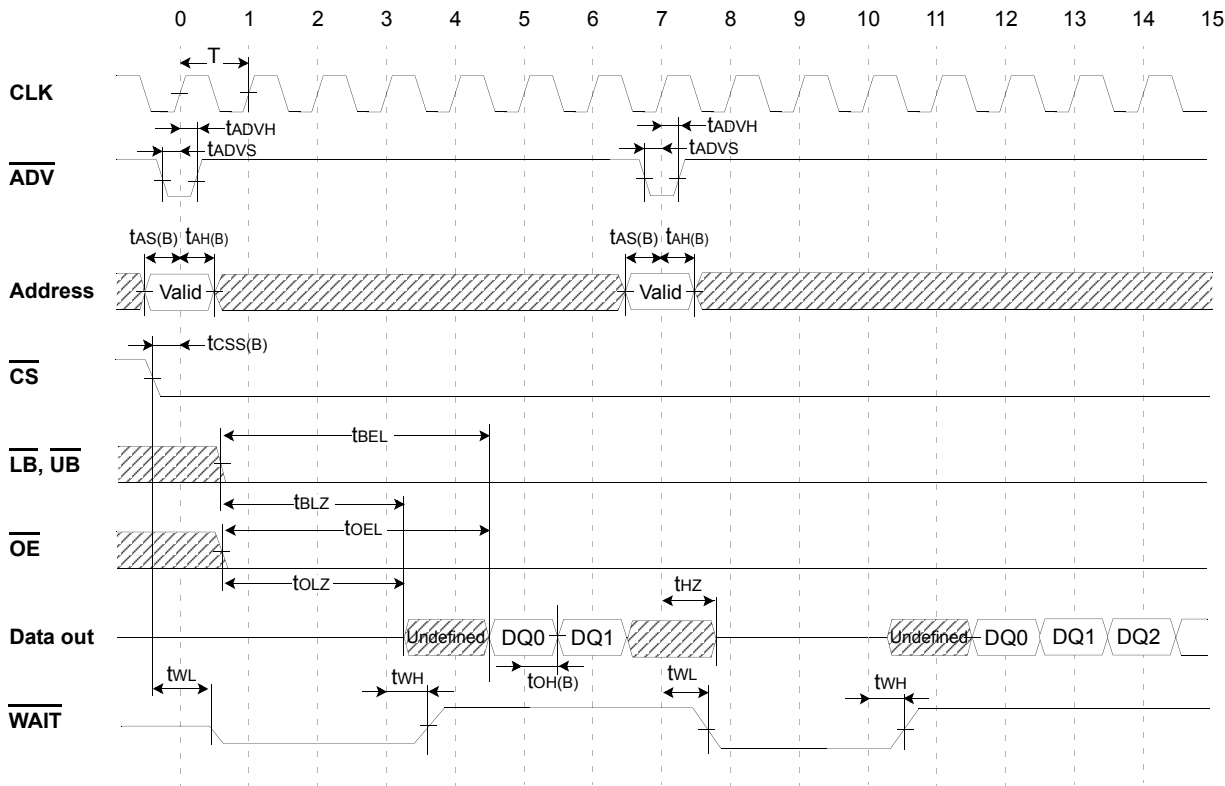 0 1 2 3 4 5 6 7 8 9 10 11 12 13 14 15
T
CLK
tADVH tADVH
tADVS tADVS
ADV
tAS(B) tAH(B) tAS(B) tAH(B)
Address Valid Valid
tCSS(B)
CS
tBEL
LB, UB
tBLZ
tOEL
OE
tOLZ tHZ
Data out Undefined DQ0 DQ1 Undefined DQ0 DQ1 DQ2
tWL tWH tOH(B) tWL tWH
WAIT